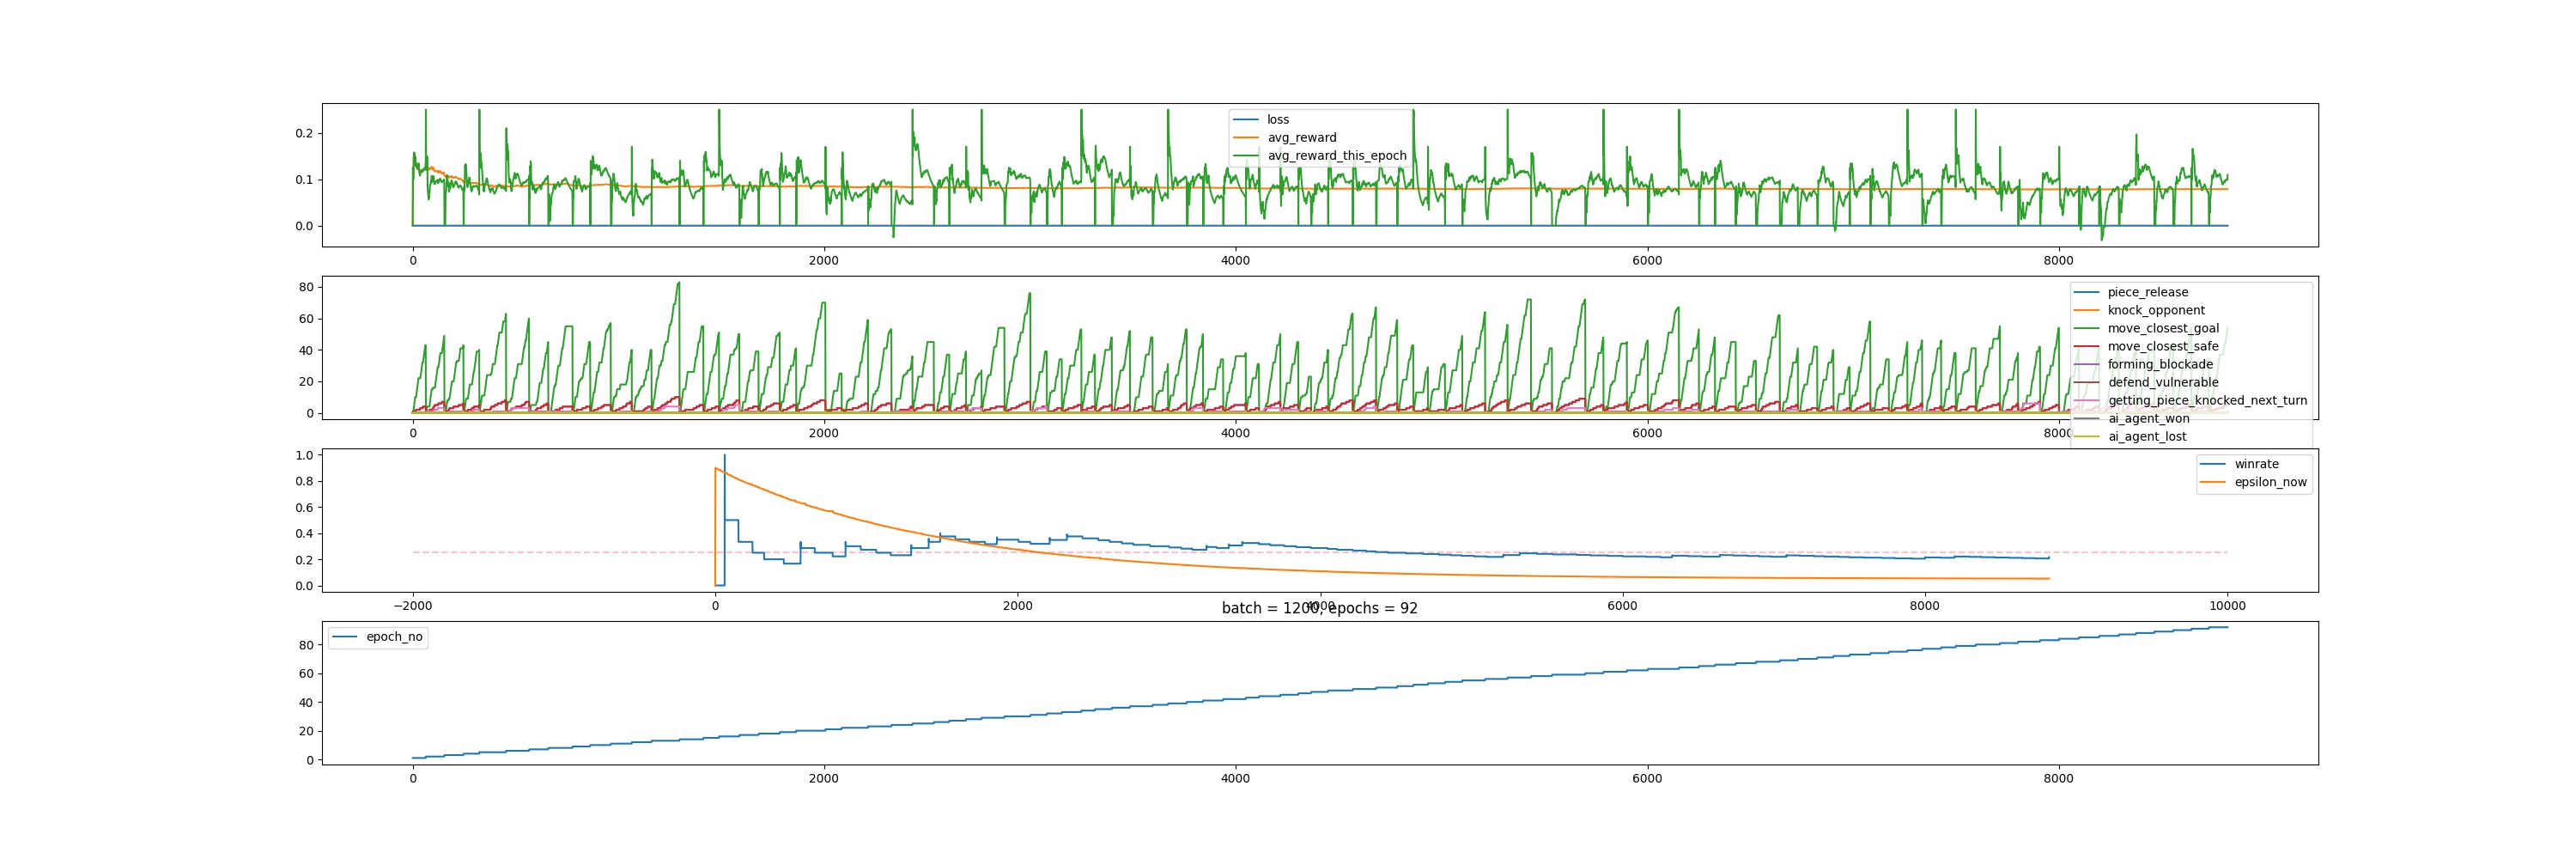 loss
avg_reward
avg_reward_this_epoch
0.2
0.1
0.0
0 2000 4000 6000 8000
piece_release
knock_opponent
move_closest_goal
move_closest_safe
forming_blockade
defend_vulnerable
getting_piece_knocked_next_turn
ai_agent_won
ai_agent_lost
80
60
40
20
0
0 2000 4000 6000 8000
winrate
epsilon_now
1.0
0.8
0.6
0.4
0.2
0.0
−2000 0 2000 4000 6000 8000 10000
batch = 1200, epochs = 92
epoch_no
80
60
40
20
0
0 2000 4000 6000 8000